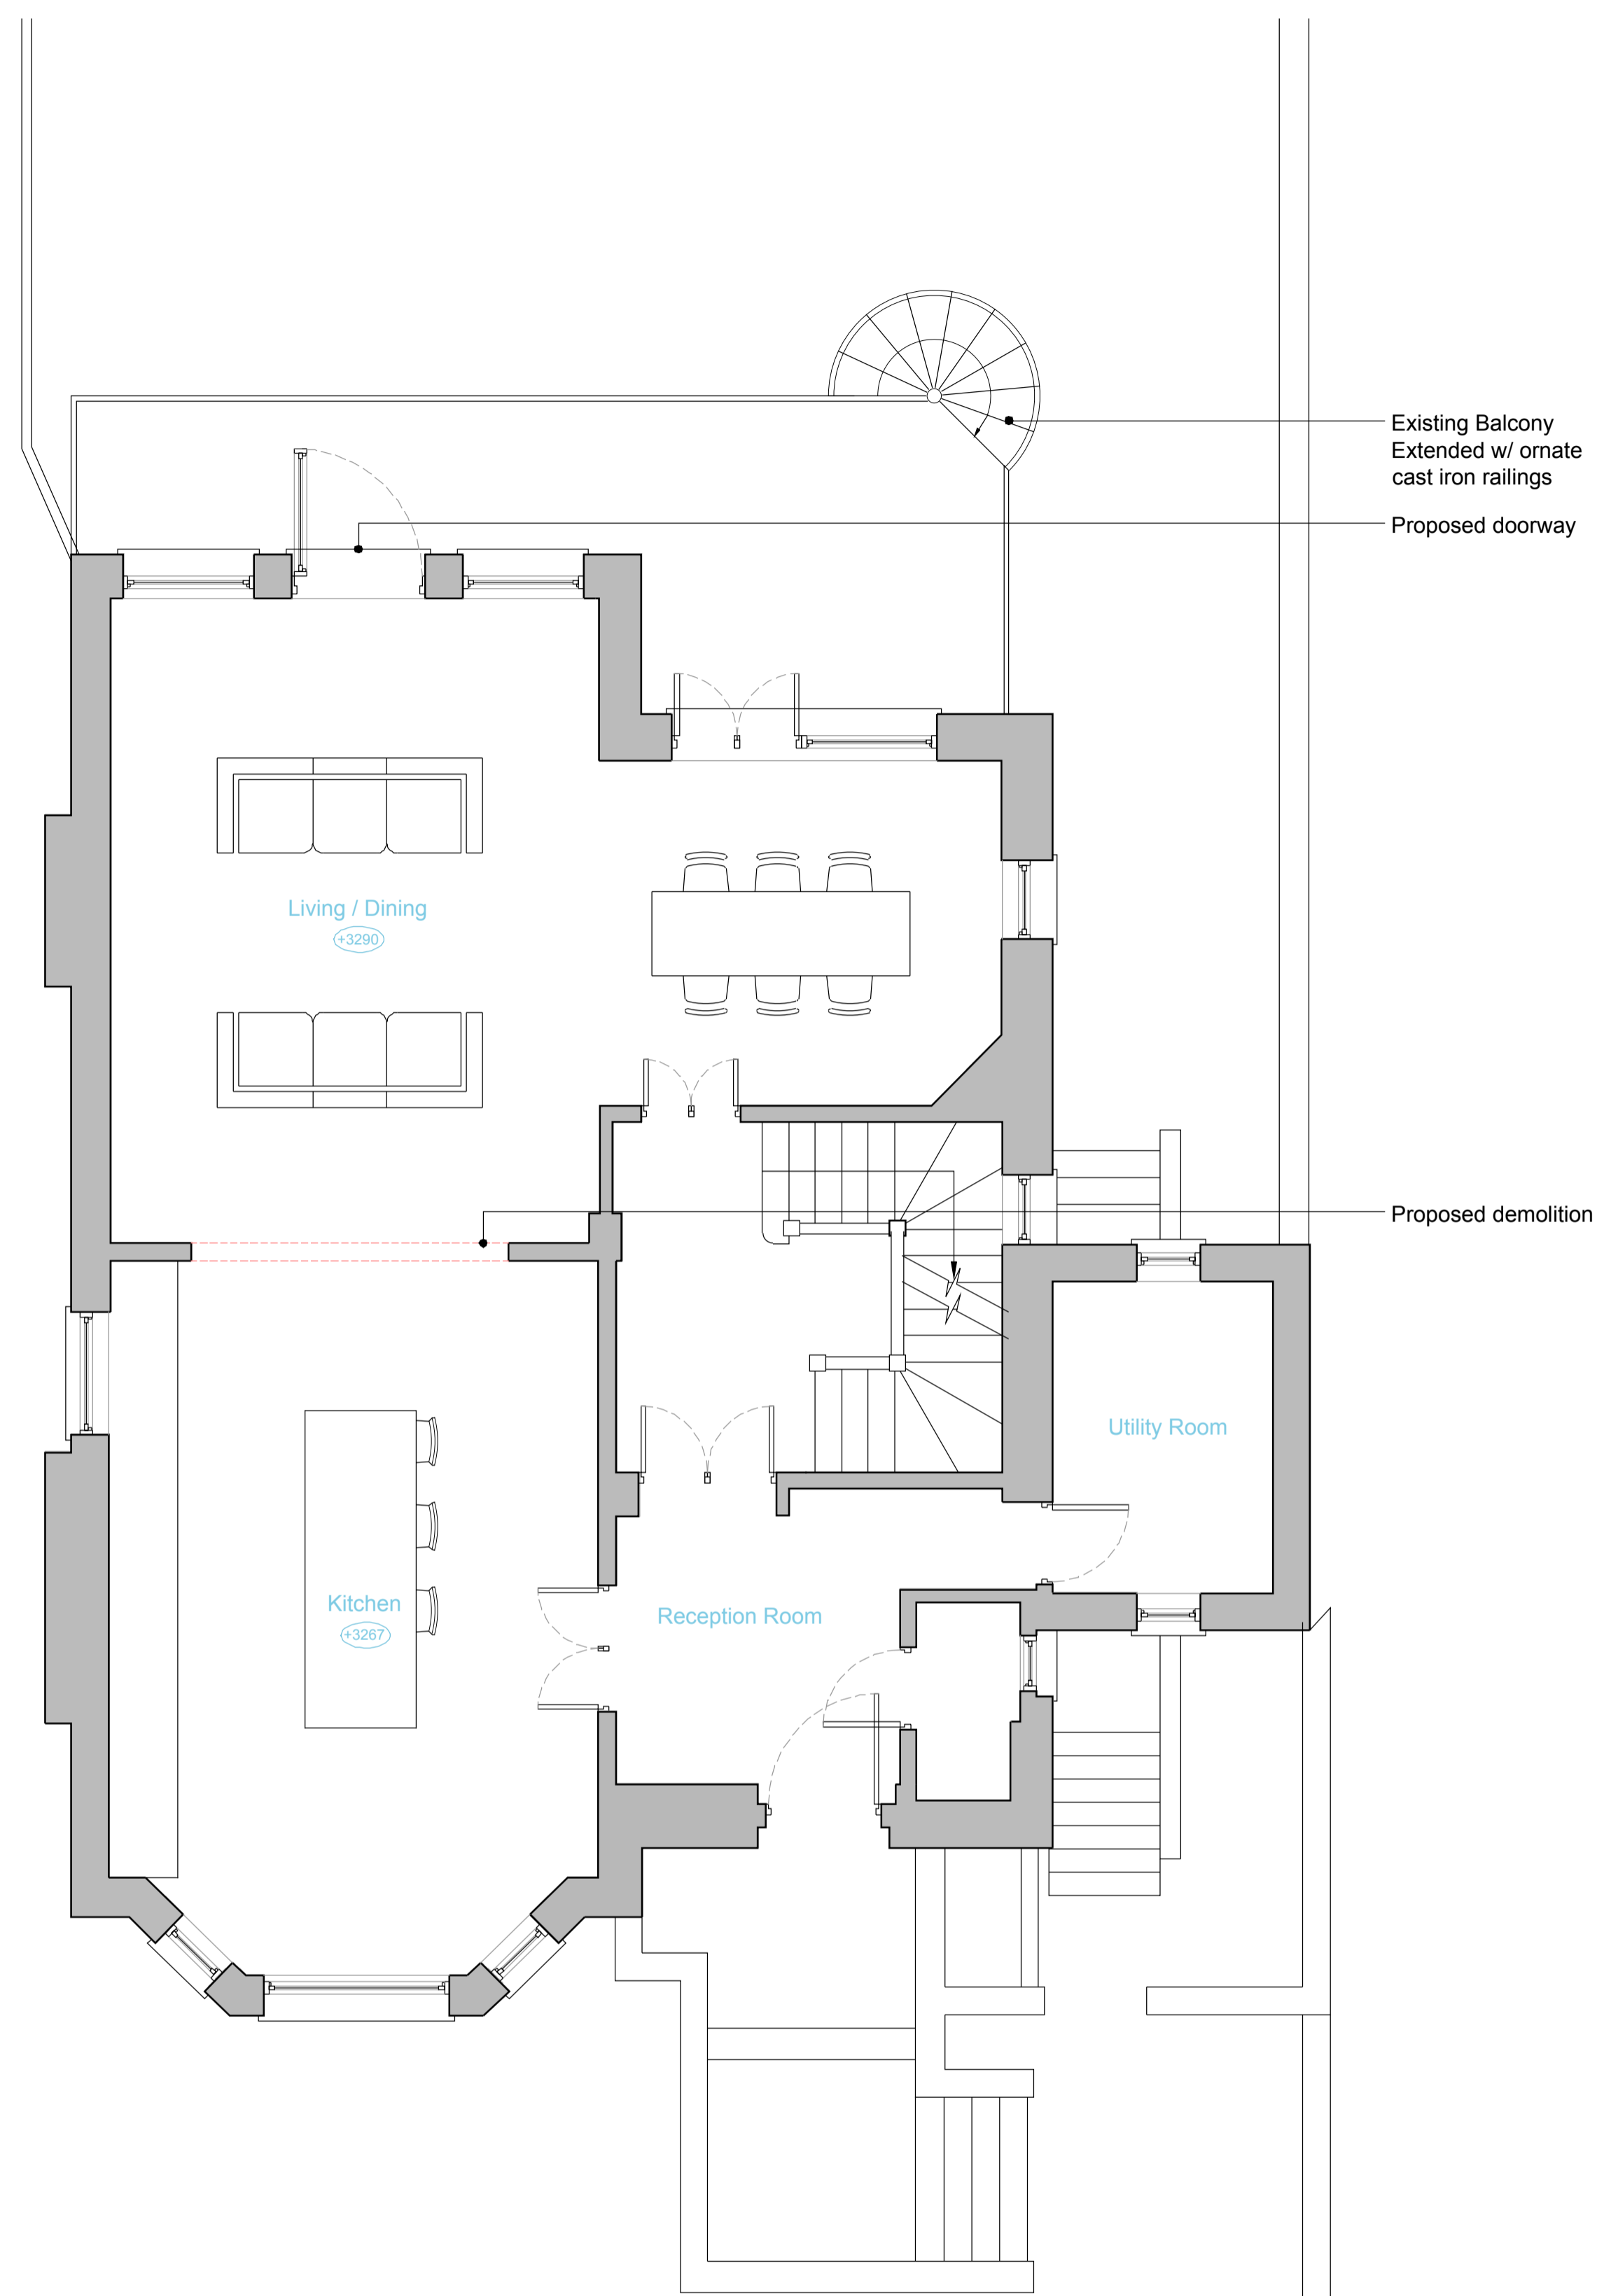 Existing Balcony
Extended w/ ornate
cast iron railings
Proposed doorway
Living / Dining
+3290
Proposed demolition
Utility Room
Kitchen
+3267
Reception Room